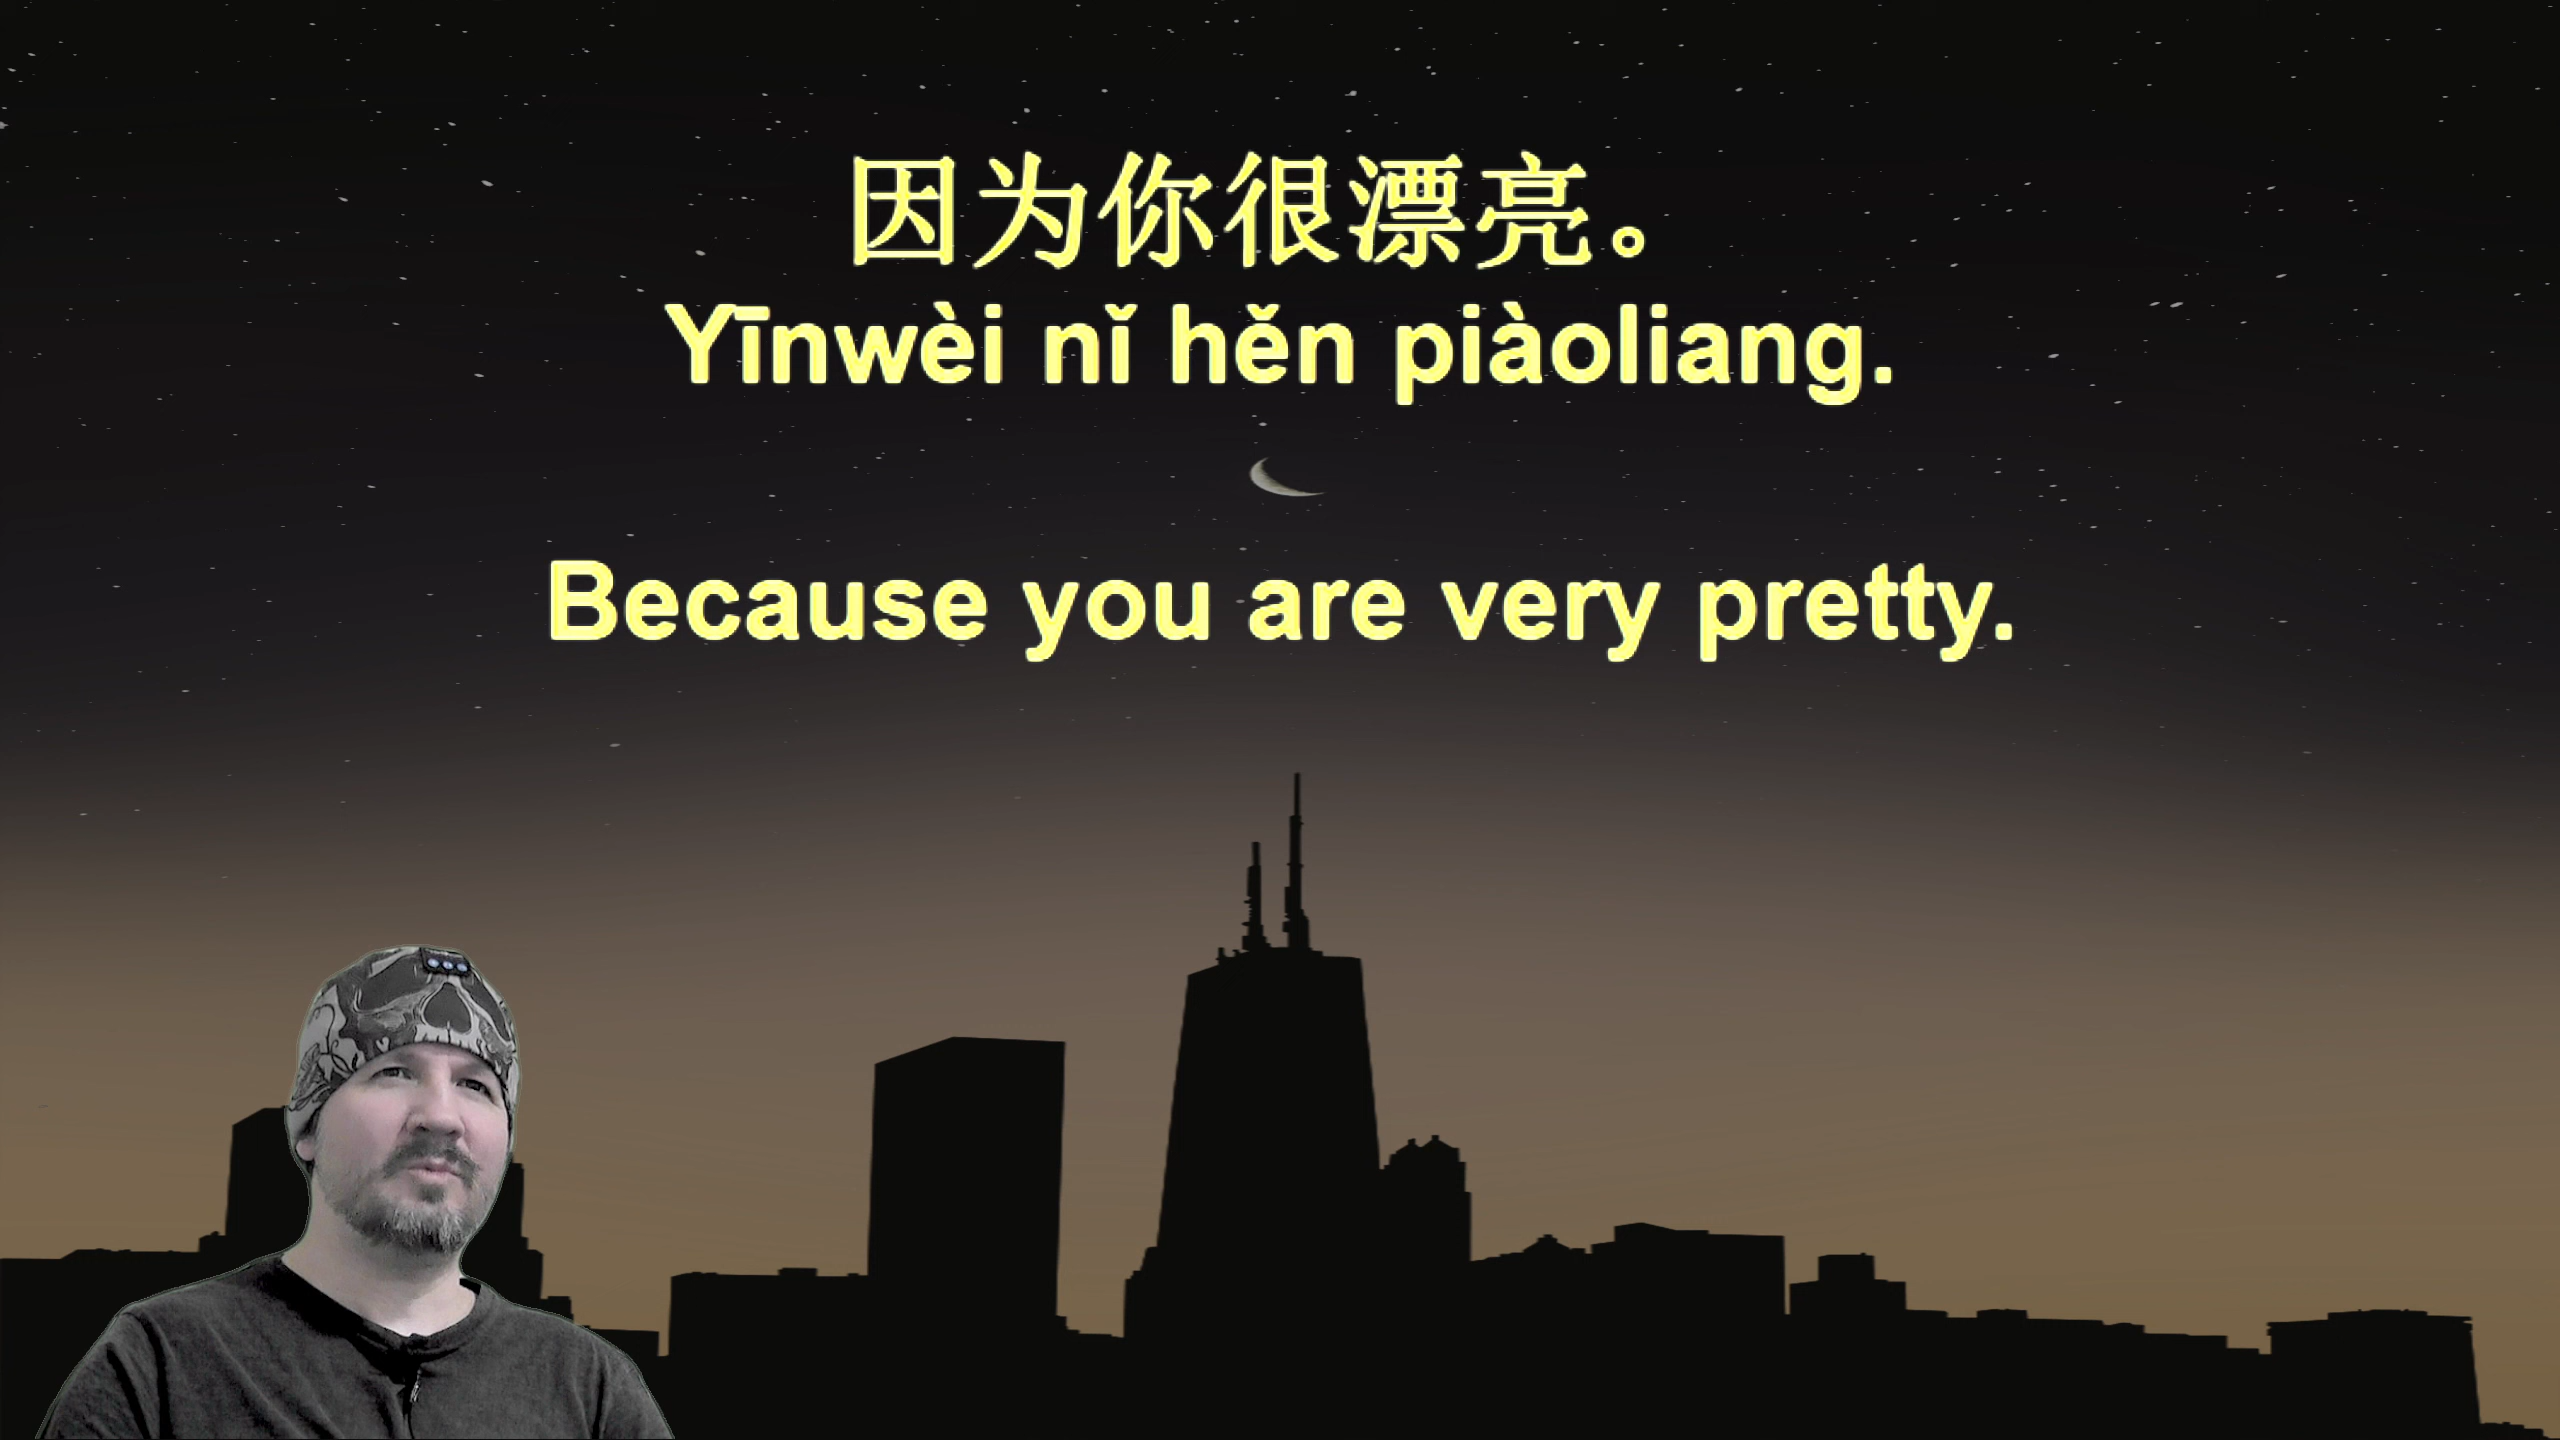 因为你很漂亮。
Yīnwèi nǐ hěn piàoliang.
Because you are very pretty.